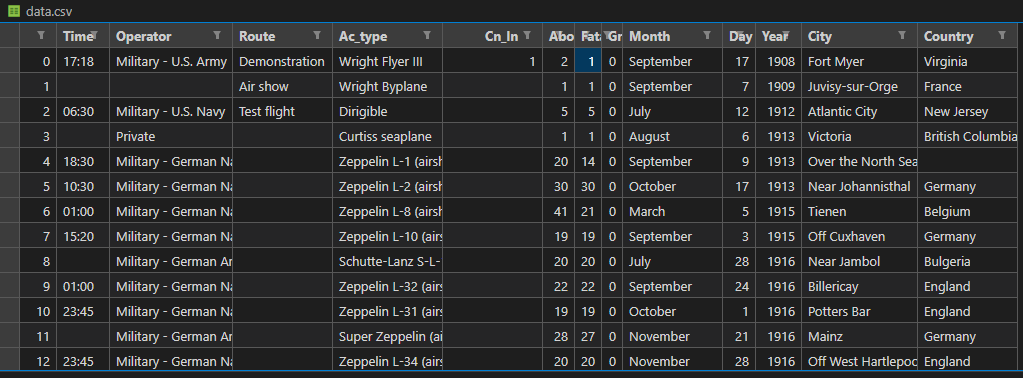 data.csv
Time Operator Route Ac_type Cn_In Abo Fata Gr Month Day Year City Country
0 17:18 Military - U.S. Army Demonstration Wright Flyer III 1 2 1 0 September 17 1908 Fort Myer Virginia
1 Air show Wright Byplane 1 1 0 September 7 1909 Juvisy-sur-Orge France
2 06:30 Military - U.S. Navy Test flight Dirigible 5 5 0 July 12 1912 Atlantic City New Jersey
3 Private Curtiss seaplane 1 1 0 August 6 1913 Victoria British Columbia
4 18:30 Military - German Na Zeppelin L-1 (airsh 20 14 0 September 9 1913 Over the North Sea
5 10:30 Military - German Na Zeppelin L-2 (airsh 30 30 0 October 17 1913 Near Johannisthal Germany
6 01:00 Military - German Na Zeppelin L-8 (airsh 41 21 0 March 5 1915 Tienen Belgium
7 15:20 Military - German Na Zeppelin L-10 (airs 19 19 0 September 3 1915 Off Cuxhaven Germany
8 Military - German Ar Schutte-Lanz S-L- 20 20 0 July 28 1916 Near Jambol Bulgeria
9 01:00 Military - German Na Zeppelin L-32 (airs 22 22 0 September 24 1916 Billericay England
10 23:45 Military - German Na Zeppelin L-31 (airs 19 19 0 October 1 1916 Potters Bar England
11 Military - German Ar Super Zeppelin (ai 28 27 0 November 21 1916 Mainz Germany
12 23:45 Military - German Na Zeppelin L-34 (airs 20 20 0 November 28 1916 Off West Hartlepoo England